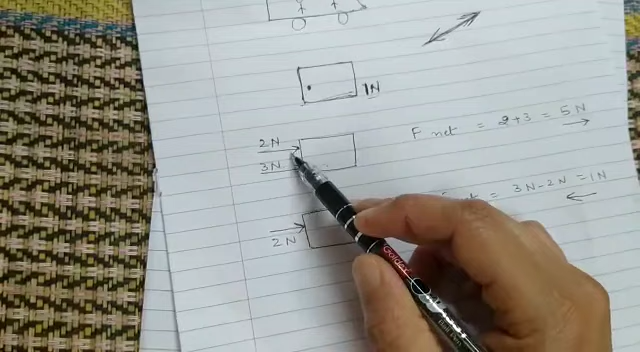 1N
2N
F net = 2+3 = 5N
3N
= 3N-2N = 1N
2N